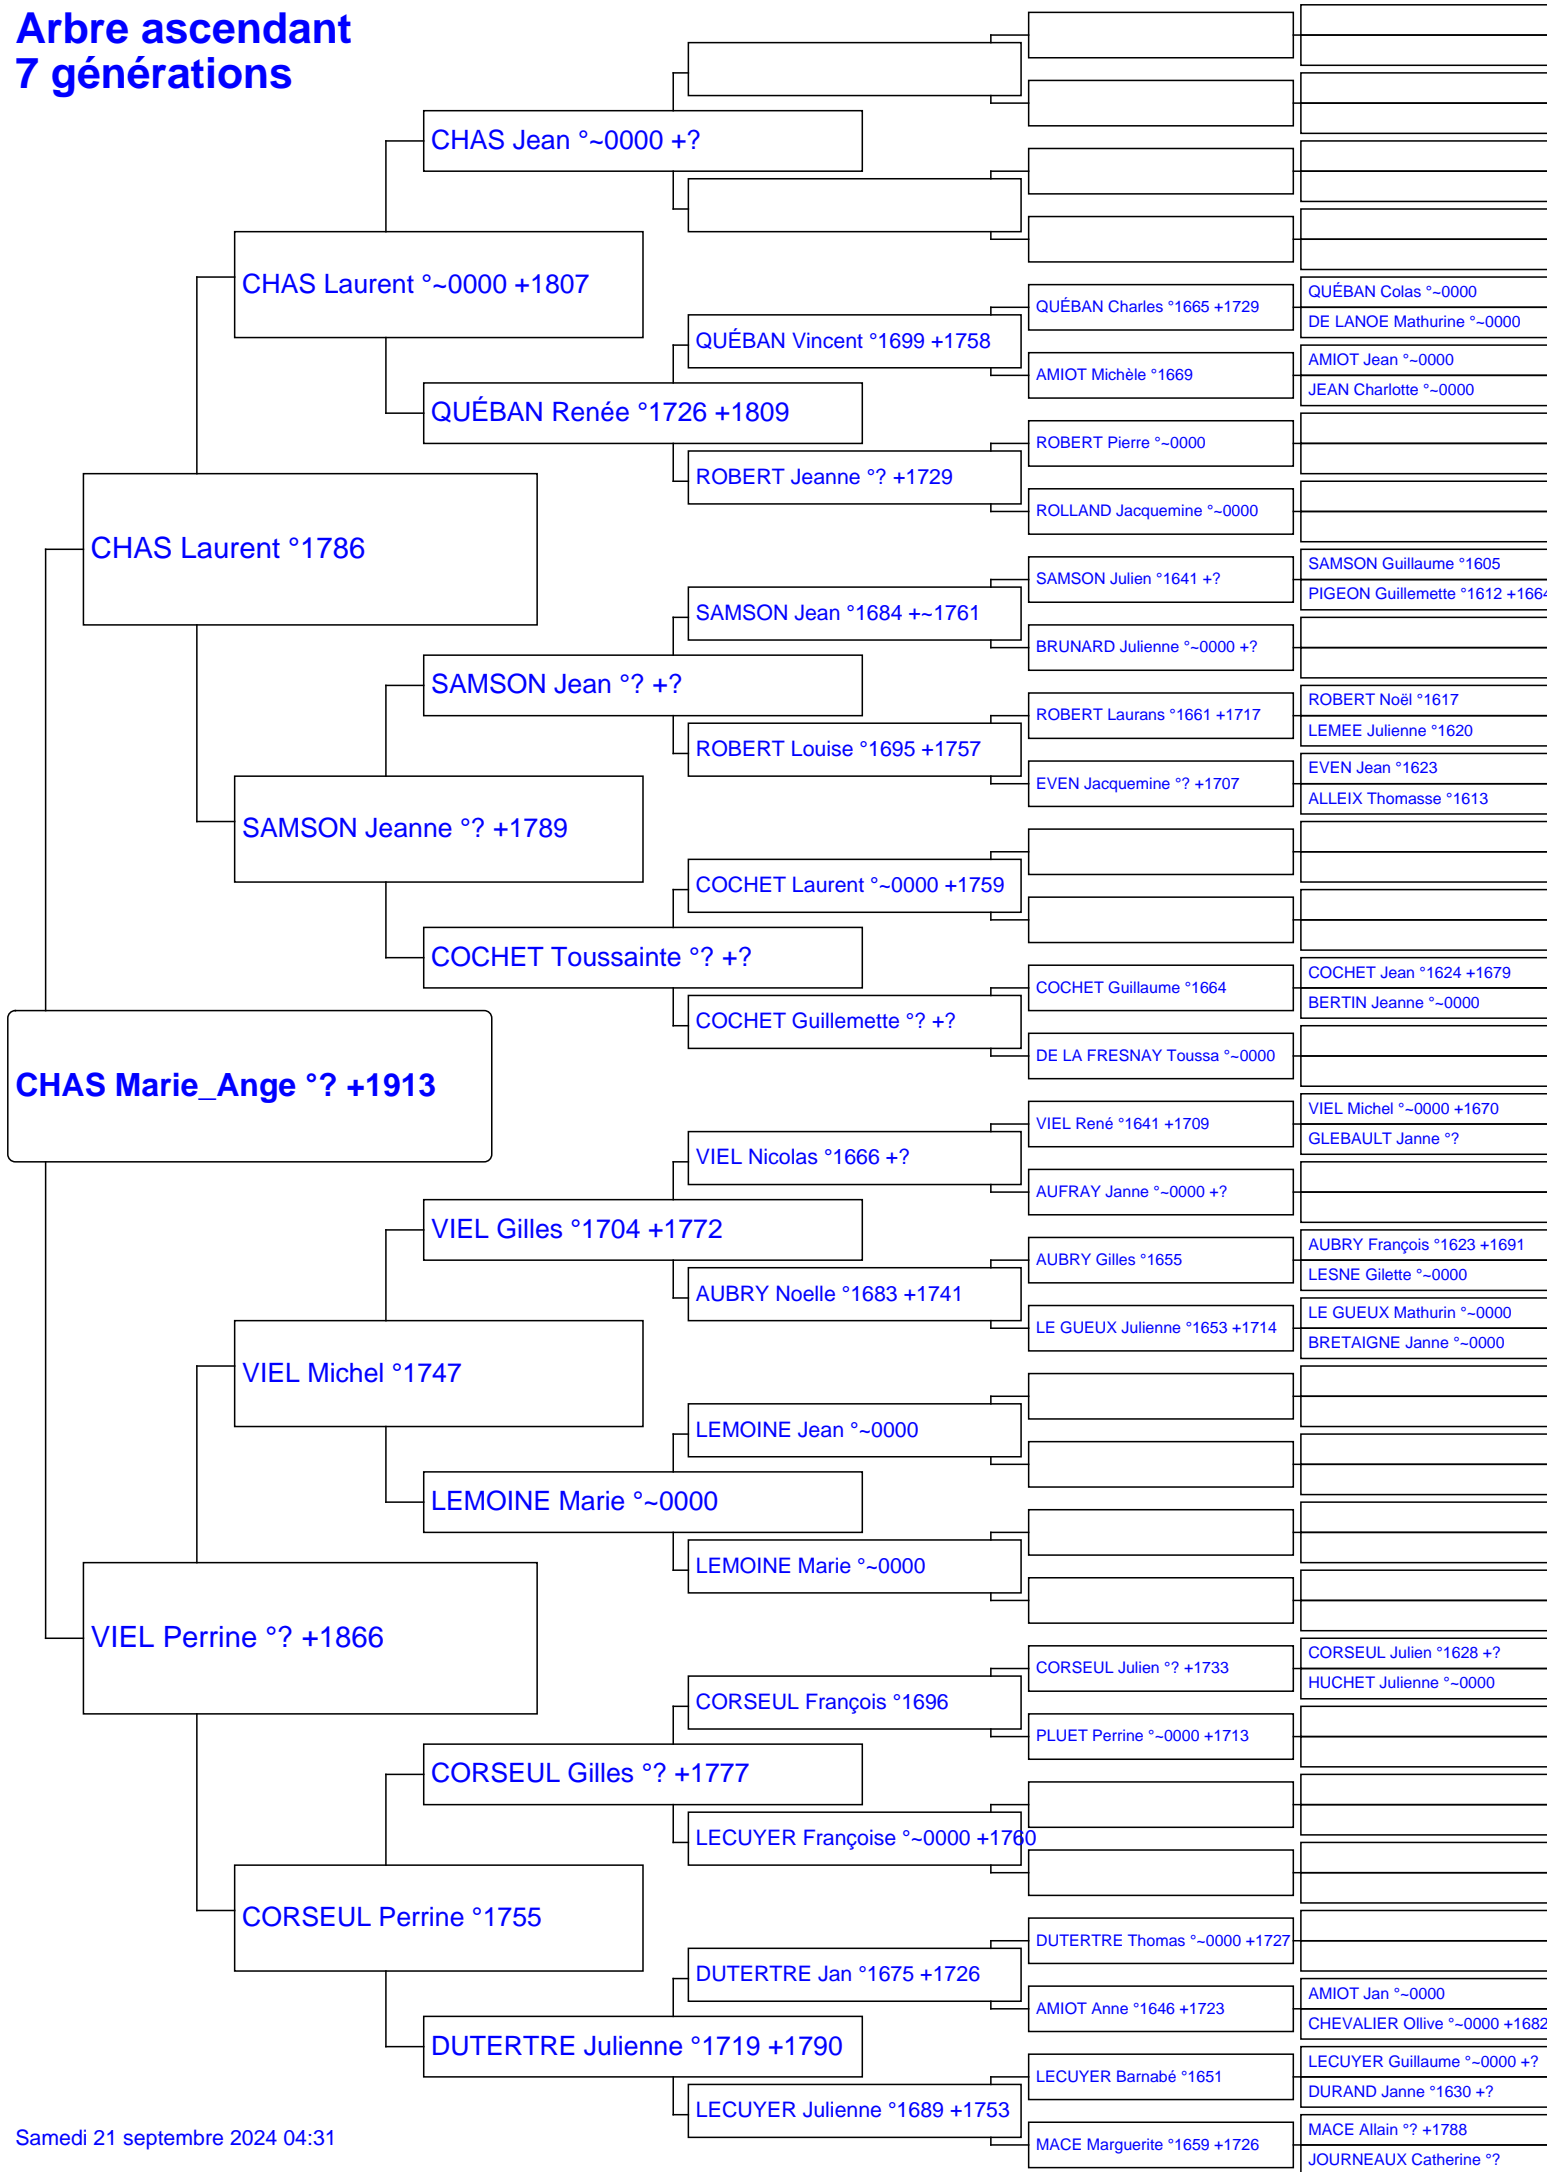 Arbre ascendant
7 générations
CHAS Jean °~0000 +?
CHAS Laurent °~0000 +1807
QUÉBAN Colas °~0000
QUÉBAN Charles °1665 +1729
DE LANOE Mathurine °~0000
QUÉBAN Vincent °1699 +1758
AMIOT Jean °~0000
AMIOT Michèle °1669
JEAN Charlotte °~0000
QUÉBAN Renée °1726 +1809
ROBERT Pierre °~0000
ROBERT Jeanne °? +1729
ROLLAND Jacquemine °~0000
CHAS Laurent °1786
SAMSON Guillaume °1605
SAMSON Julien °1641 +?
PIGEON Guillemette °1612 +1664
SAMSON Jean °1684 +~1761
BRUNARD Julienne °~0000 +?
SAMSON Jean °? +?
ROBERT Noël °1617
ROBERT Laurans °1661 +1717
LEMEE Julienne °1620
ROBERT Louise °1695 +1757
EVEN Jean °1623
EVEN Jacquemine °? +1707
ALLEIX Thomasse °1613
SAMSON Jeanne °? +1789
COCHET Laurent °~0000 +1759
COCHET Toussainte °? +?
COCHET Jean °1624 +1679
COCHET Guillaume °1664
BERTIN Jeanne °~0000
COCHET Guillemette °? +?
DE LA FRESNAY Toussa °~0000
CHAS Marie_Ange °? +1913
VIEL Michel °~0000 +1670
VIEL René °1641 +1709
GLEBAULT Janne °?
VIEL Nicolas °1666 +?
AUFRAY Janne °~0000 +?
VIEL Gilles °1704 +1772
AUBRY François °1623 +1691
AUBRY Gilles °1655
LESNE Gilette °~0000
AUBRY Noelle °1683 +1741
LE GUEUX Mathurin °~0000
LE GUEUX Julienne °1653 +1714
BRETAIGNE Janne °~0000
VIEL Michel °1747
LEMOINE Jean °~0000
LEMOINE Marie °~0000
LEMOINE Marie °~0000
VIEL Perrine °? +1866
CORSEUL Julien °1628 +?
CORSEUL Julien °? +1733
HUCHET Julienne °~0000
CORSEUL François °1696
PLUET Perrine °~0000 +1713
CORSEUL Gilles °? +1777
LECUYER Françoise °~0000 +1760
CORSEUL Perrine °1755
DUTERTRE Thomas °~0000 +1727
DUTERTRE Jan °1675 +1726
AMIOT Jan °~0000
AMIOT Anne °1646 +1723
CHEVALIER Ollive °~0000 +1682
DUTERTRE Julienne °1719 +1790
LECUYER Guillaume °~0000 +?
LECUYER Barnabé °1651
DURAND Janne °1630 +?
LECUYER Julienne °1689 +1753
MACE Allain °? +1788
MACE Marguerite °1659 +1726
JOURNEAUX Catherine °?
Samedi 21 septembre 2024 04:31